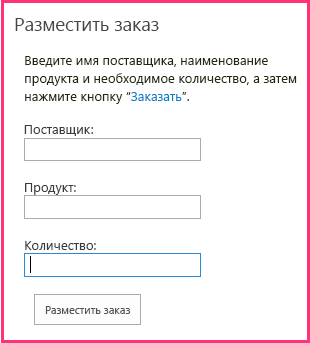 Разместить заказ
Введите имя поставщика, наименование
продукта и необходимое количество, а затем
нажмите кнопку “Заказать”.
Поставщик:
Продукт:
Количество:
Разместить заказ